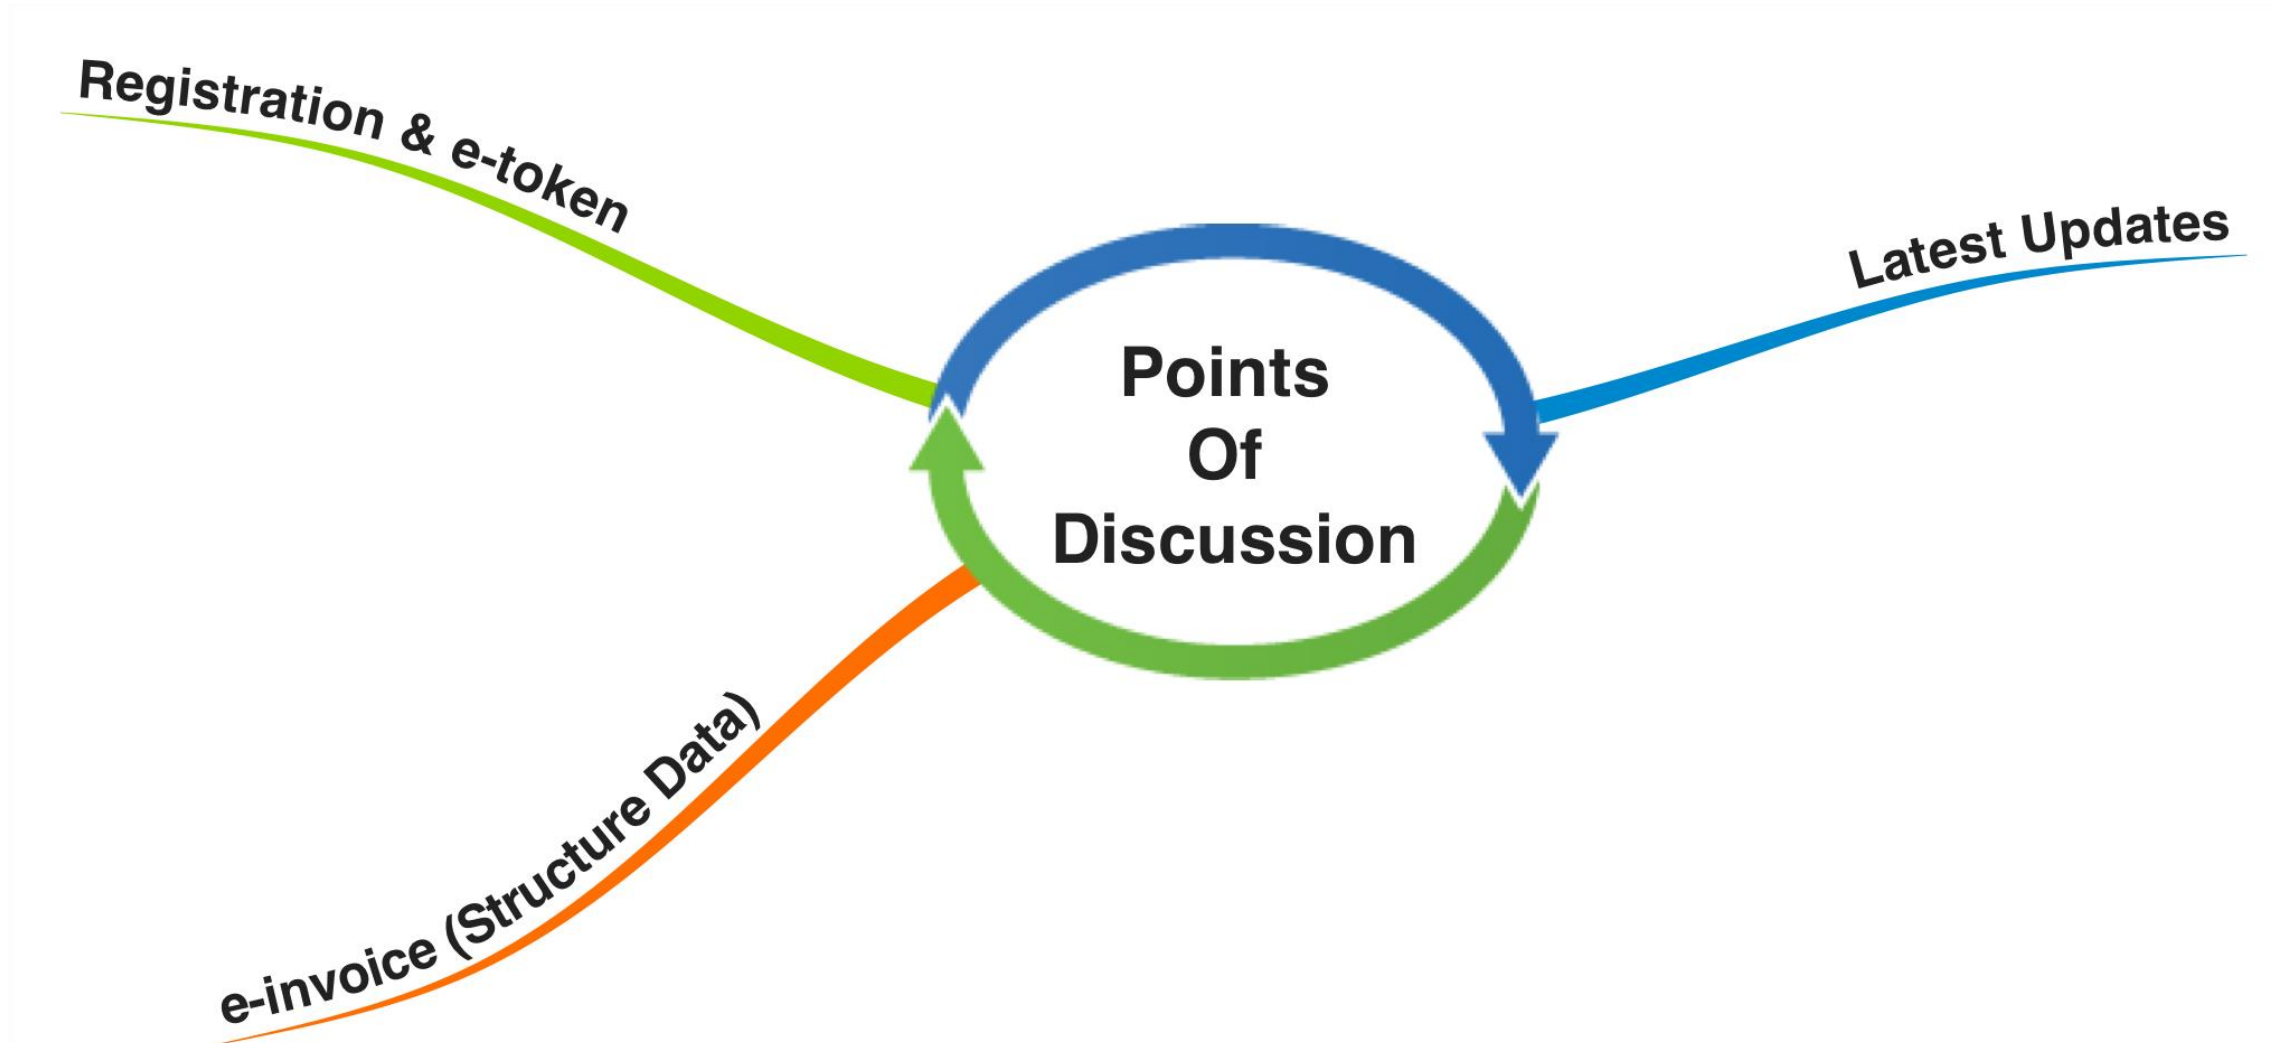 Registration & e-token
Latest Updates
Points
Of
Discussion
e-invoice (Structure Data)